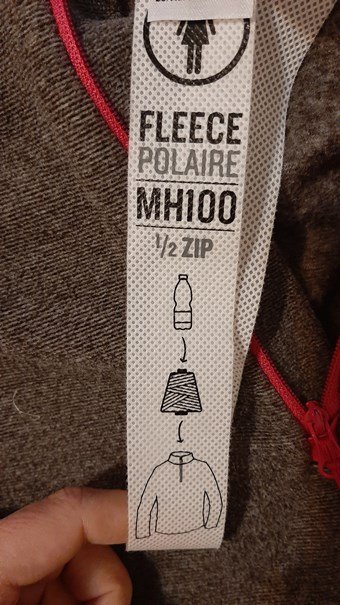 FLEECE
POLAIRE
MH100
1/2 ZIP